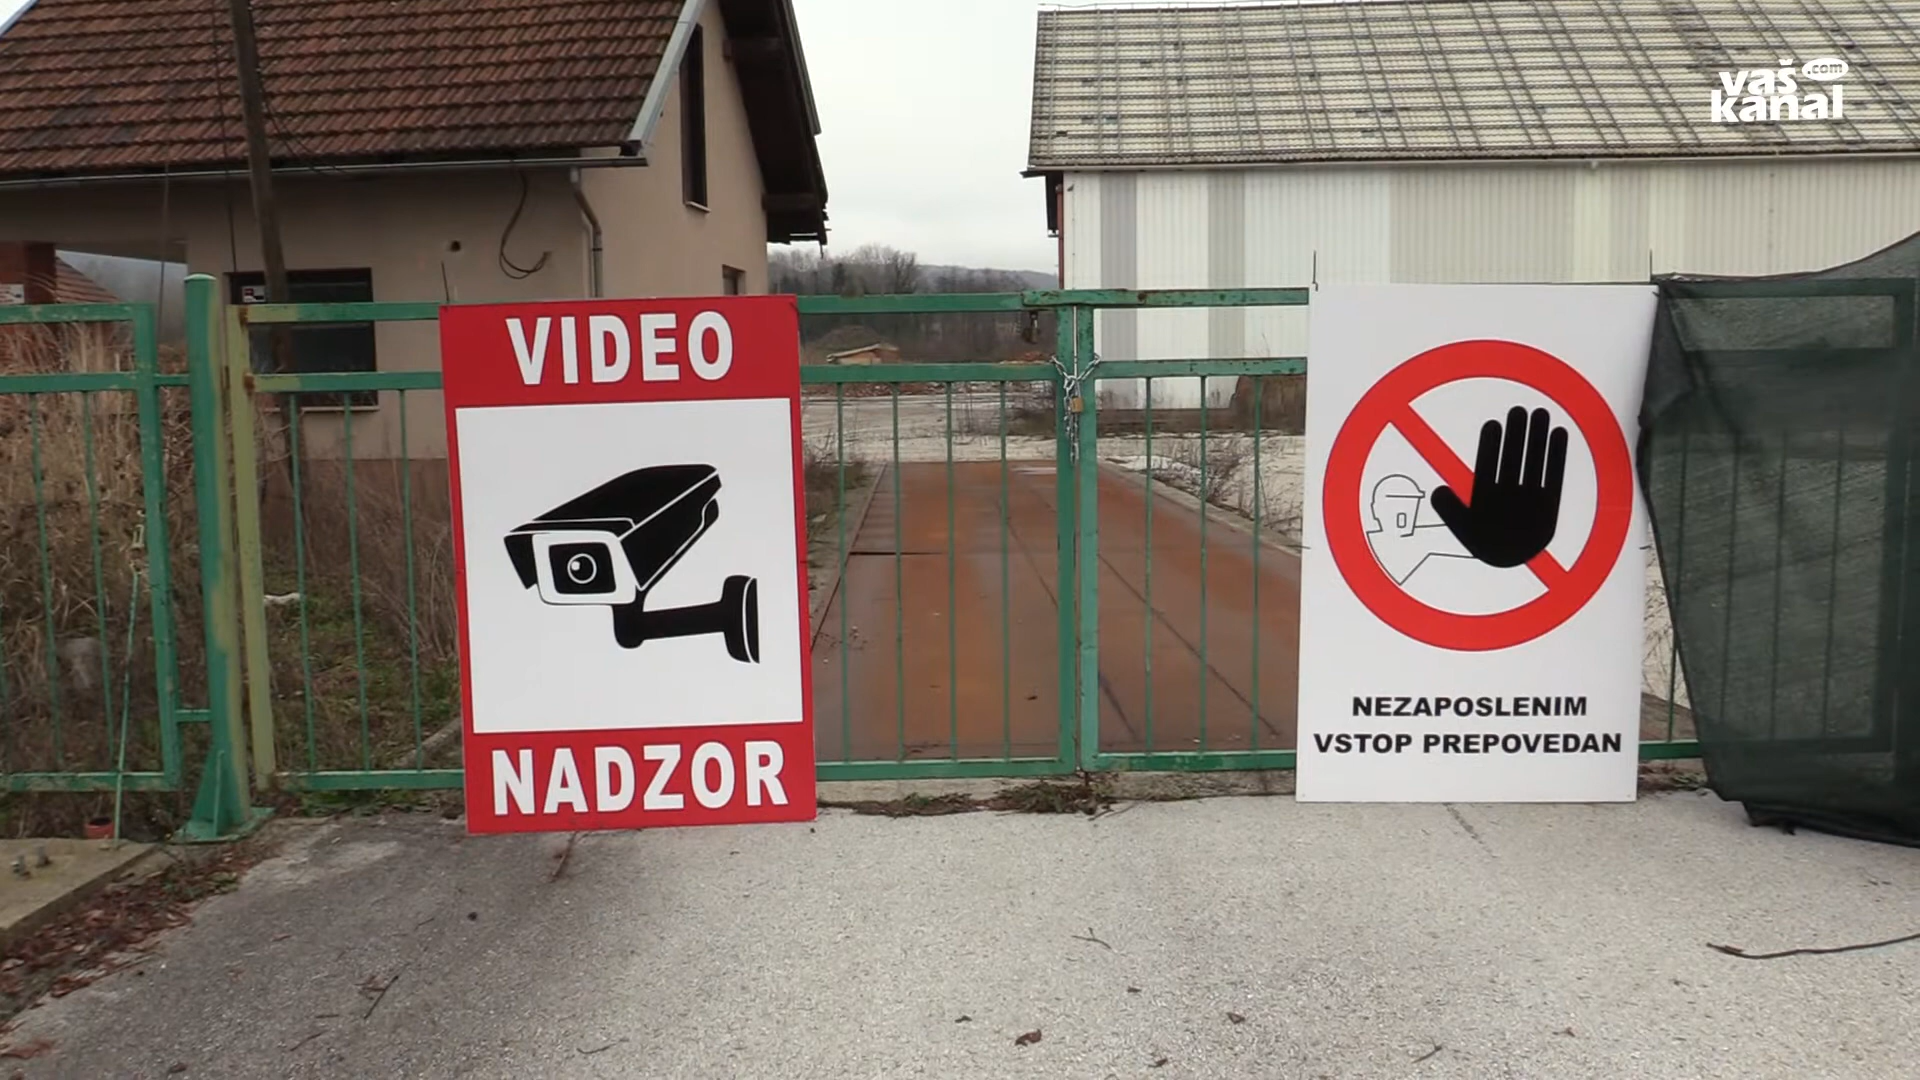 vaš.com
kanal
VIDEO
NADZOR
NEZAPOSLENIM
VSTOP PREPOVEDAN